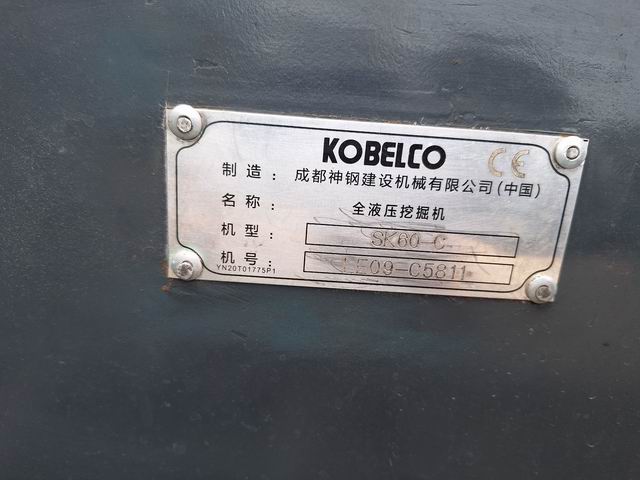 KOBELCO CE
制造： 成都神钢建设机械有限公司(中国)
名称： 全液压挖掘机
机型： SK60-C
机号： LE09-C5811
YN20T01775P1